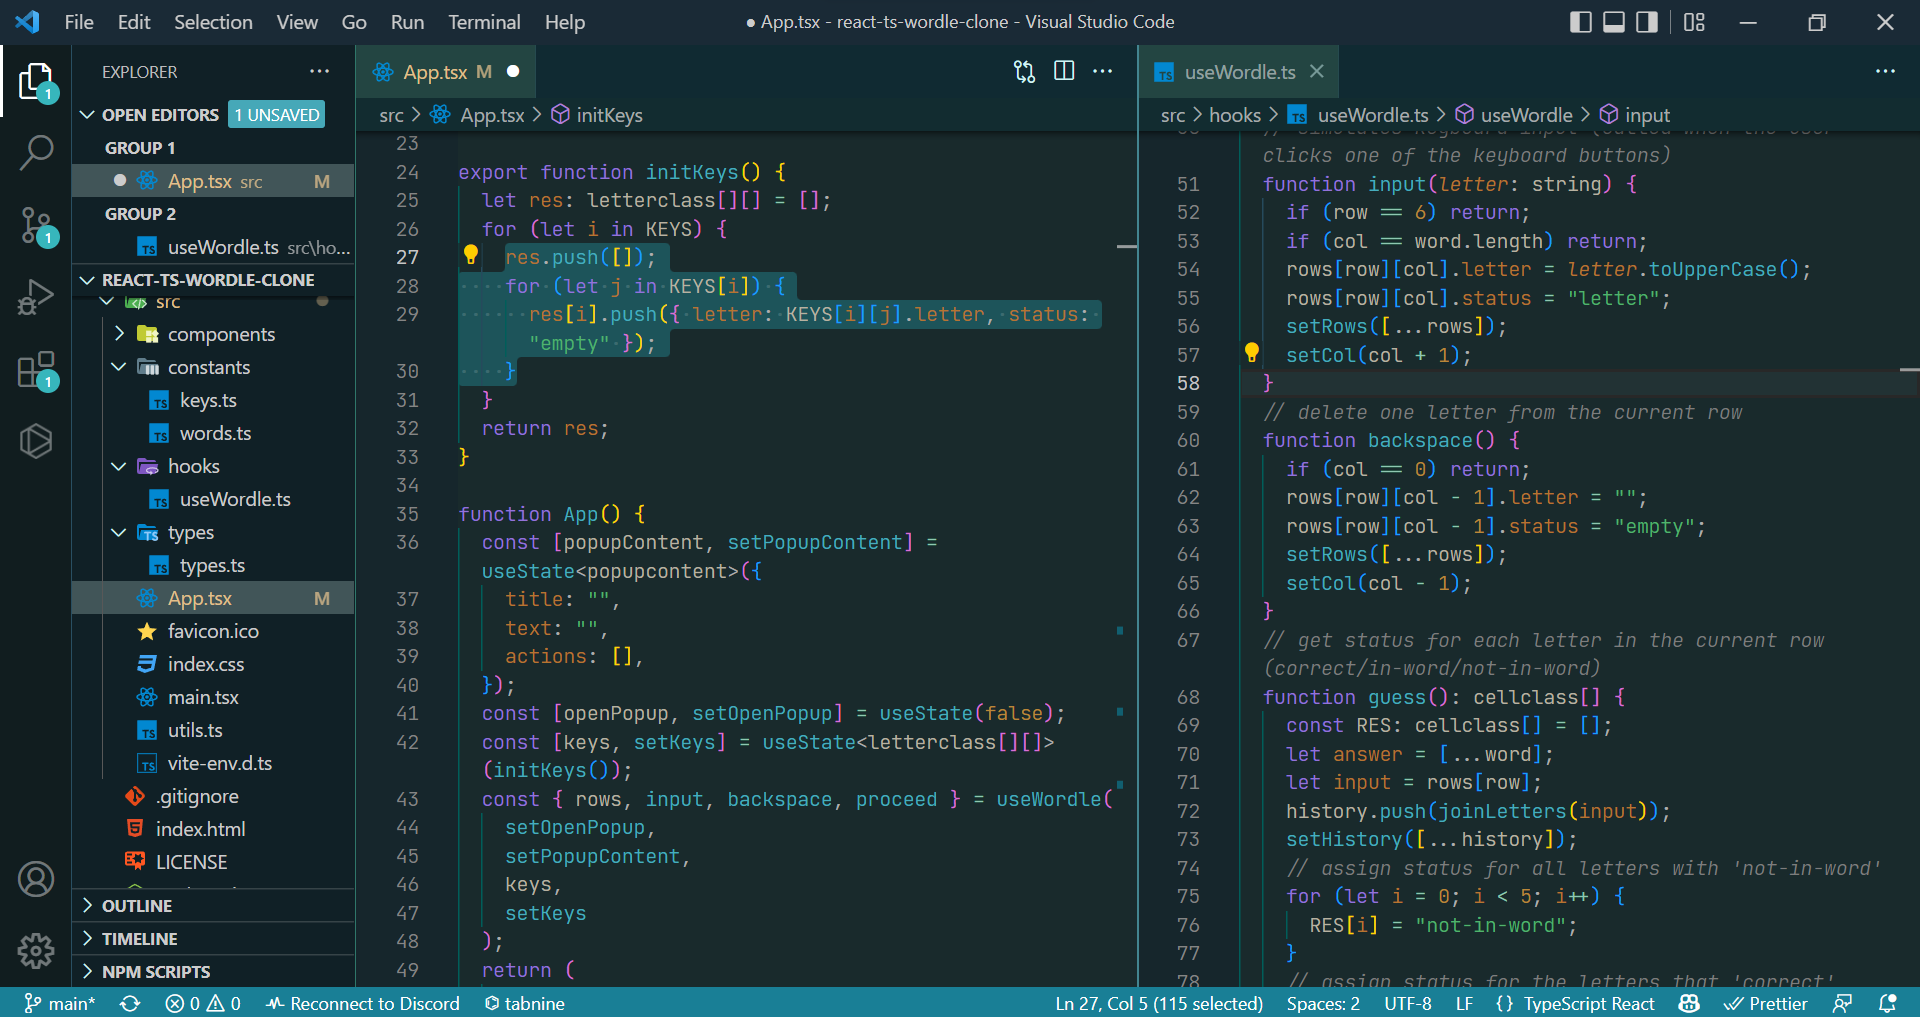 File Edit Selection View Go Run Terminal Help
● App.tsx - react-ts-wordle-clone - Visual Studio Code
EXPLORER
OPEN EDITORS 1 UNSAVED
GROUP 1
App.tsx src M
GROUP 2
useWordle.ts src\ho...
REACT-TS-WORDLE-CLONE
src
components
constants
keys.ts
words.ts
hooks
useWordle.ts
types
types.ts
App.tsx M
favicon.ico
index.css
main.tsx
utils.ts
vite-env.d.ts
.gitignore
index.html
LICENSE
OUTLINE
TIMELINE
NPM SCRIPTS
1
1
1
App.tsx M
src > App.tsx > initKeys
23
24 export function initKeys() {
25 let res: letterclass[][] = [];
26 for (let i in KEYS) {
27 res.push([]);
28 for (let j in KEYS[i]) {
29 res[i].push({ letter: KEYS[i][j].letter, status:
"empty" });
30 }
31 }
32 return res;
33 }
34
35 function App() {
36 const [popupContent, setPopupContent] =
useState<popupcontent>({
37 title: "",
38 text: "",
39 actions: [],
40 });
41 const [openPopup, setOpenPopup] = useState(false);
42 const [keys, setKeys] = useState<letterclass[][]>
(initKeys());
43 const { rows, input, backspace, proceed } = useWordle(
44 setOpenPopup,
45 setPopupContent,
46 keys,
47 setKeys
48 );
49 return (
useWordle.ts
src > hooks > useWordle.ts > useWordle > input
// simulates keyboard input (called when the user
clicks one of the keyboard buttons)
51 function input(letter: string) {
52 if (row == 6) return;
53 if (col == word.length) return;
54 rows[row][col].letter = letter.toUpperCase();
55 rows[row][col].status = "letter";
56 setRows([...rows]);
57 setCol(col + 1);
58 }
59 // delete one letter from the current row
60 function backspace() {
61 if (col == 0) return;
62 rows[row][col - 1].letter = "";
63 rows[row][col - 1].status = "empty";
64 setRows([...rows]);
65 setCol(col - 1);
66 }
67 // get status for each letter in the current row
(correct/in-word/not-in-word)
68 function guess(): cellclass[] {
69 const RES: cellclass[] = [];
70 let answer = [...word];
71 let input = rows[row];
72 history.push(joinLetters(input));
73 setHistory([...history]);
74 // assign status for all letters with 'not-in-word'
75 for (let i = 0; i < 5; i++) {
76 RES[i] = "not-in-word";
77 }
78 // assign status for the letters that 'correct'
main* 0 0 Reconnect to Discord tabnine
Ln 27, Col 5 (115 selected) Spaces: 2 UTF-8 LF {} TypeScript React Prettier